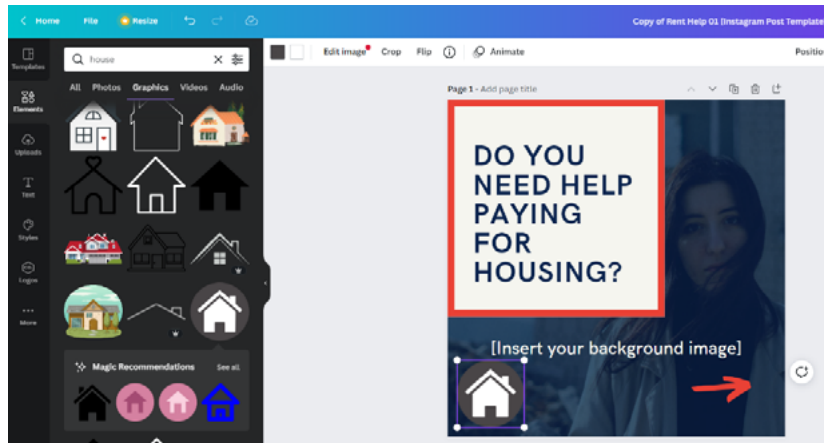 Home File Resize
Copy of Rent Help 01 [Instagram Post Template
Templates
Elements
Uploads
Text
Styles
Logos
More
house
All Photos Graphics Videos Audio
Magic Recommendations See all
Edit image Crop Flip Animate
Positio
Page 1 - Add page title
DO YOU
NEED HELP
PAYING
FOR
HOUSING?
[Insert your background image]